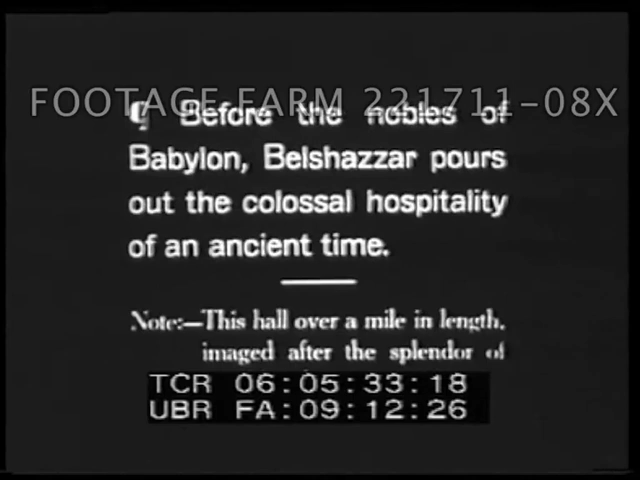 FOOTAGE FARM 221711-08X
¶ Before the nobles of
Babylon, Belshazzar pours
out the colossal hospitality
of an ancient time.
Note:—This hall over a mile in length,
imaged after the splendor of
TCR 06:05:33:18
UBR FA:09:12:26